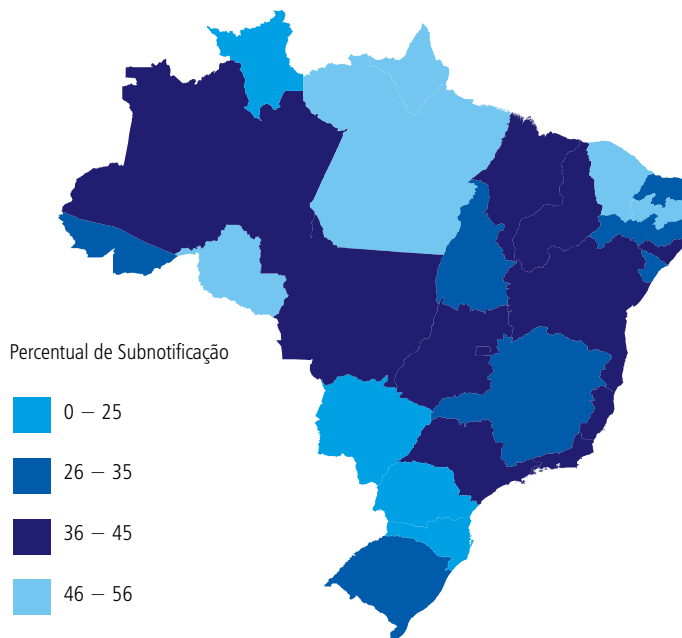 Percentual de Subnotificação
0 – 25
26 – 35
36 – 45
46 – 56